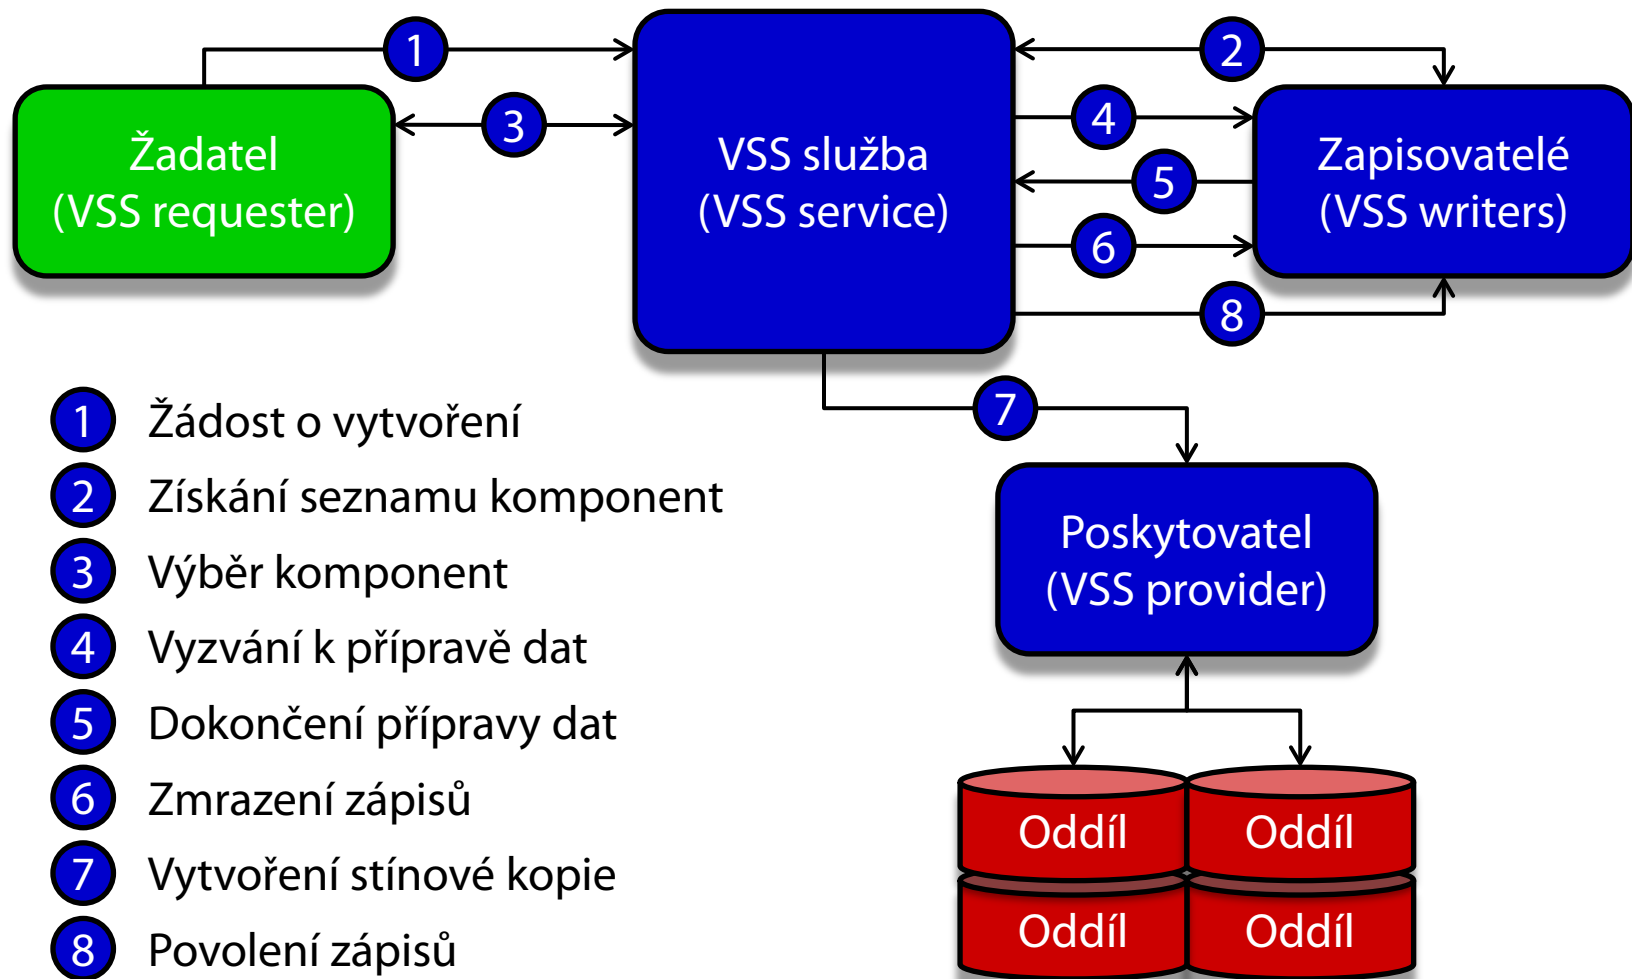 1
2
Žadatel
(VSS requester)
3
VSS služba
(VSS service)
4
5
6
Zapisovatelé
(VSS writers)
8
7
1 Žádost o vytvoření
2 Získání seznamu komponent
3 Výběr komponent
4 Vyzvání k přípravě dat
5 Dokončení přípravy dat
6 Zmrazení zápisů
7 Vytvoření stínové kopie
8 Povolení zápisů
Poskytovatel
(VSS provider)
Oddíl Oddíl
Oddíl Oddíl